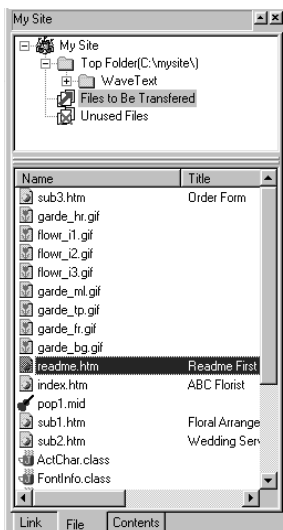 My Site
My Site
Top Folder(C:\mysite\)
WaveText
Files to Be Transfered
Unused Files
Name Title
sub3.htm Order Form
garde_hr.gif
flowr_i1.gif
flowr_i2.gif
flowr_i3.gif
garde_ml.gif
garde_tp.gif
garde_fr.gif
garde_bg.gif
readme.htm Readme First
index.htm ABC Florist
pop1.mid
sub1.htm Floral Arrange
sub2.htm Wedding Ser
ActChar.class
FontInfo.class
Link File Contents